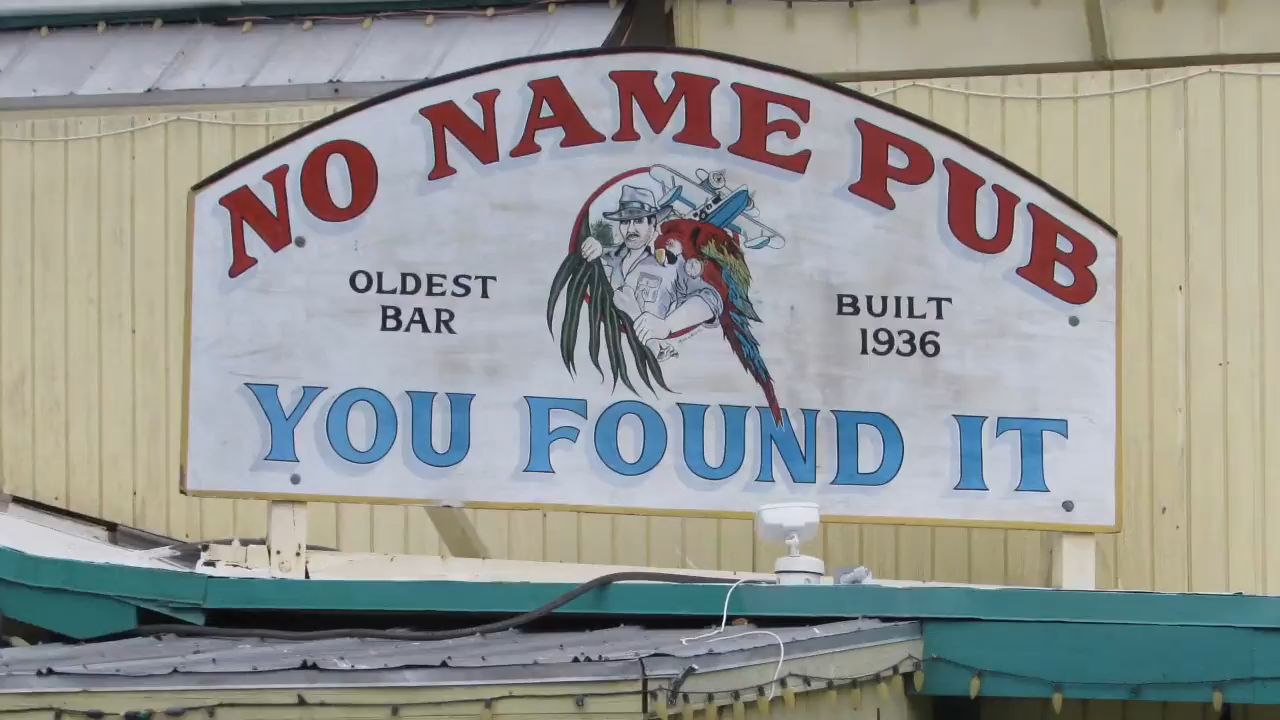 NO NAME PUB
OLDEST
BAR
BUILT
1936
YOU FOUND IT